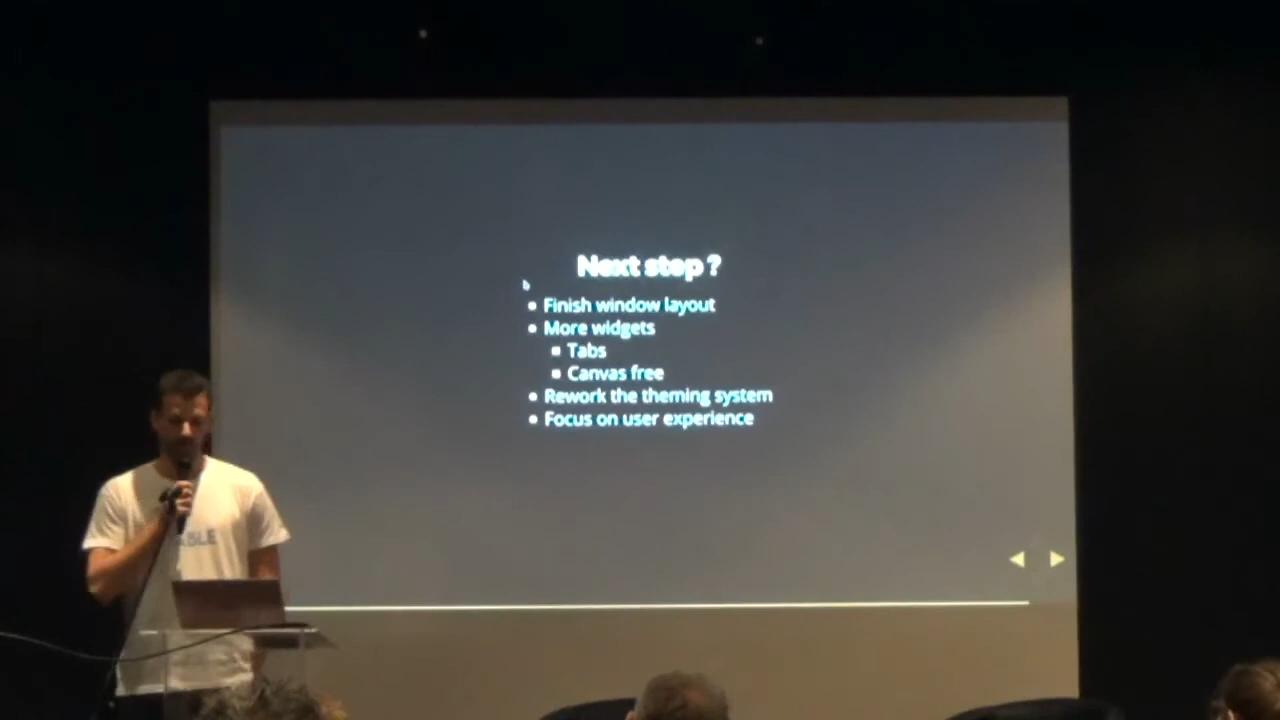 Next step ?
Finish window layout
More widgets
Tabs
Canvas free
Rework the theming system
Focus on user experience